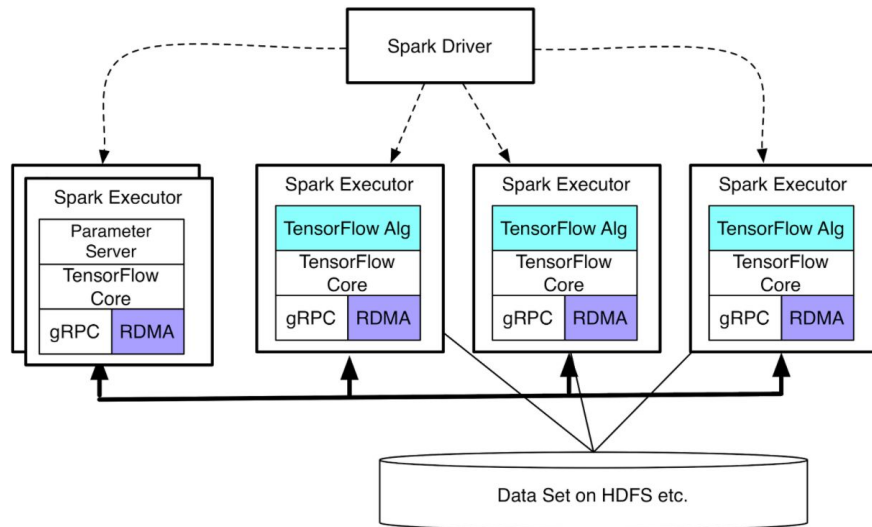 Spark Driver
Spark Executor
Parameter
Server
TensorFlow
Core
gRPC
RDMA
Spark Executor
TensorFlow Alg
TensorFlow
Core
gRPC
RDMA
Spark Executor
TensorFlow Alg
TensorFlow
Core
gRPC
RDMA
Spark Executor
TensorFlow Alg
TensorFlow
Core
gRPC
RDMA
Data Set on HDFS etc.